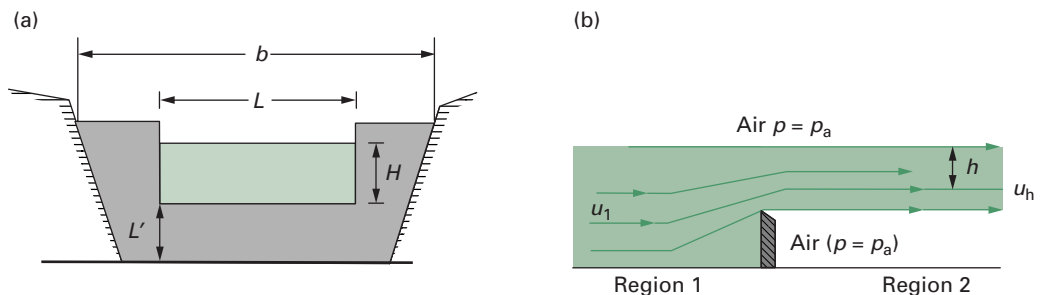 (a)
b
L
H
L′
(b)
Air p = pₐ
h
u₁
uₕ
Air (p = pₐ)
Region 1 Region 2